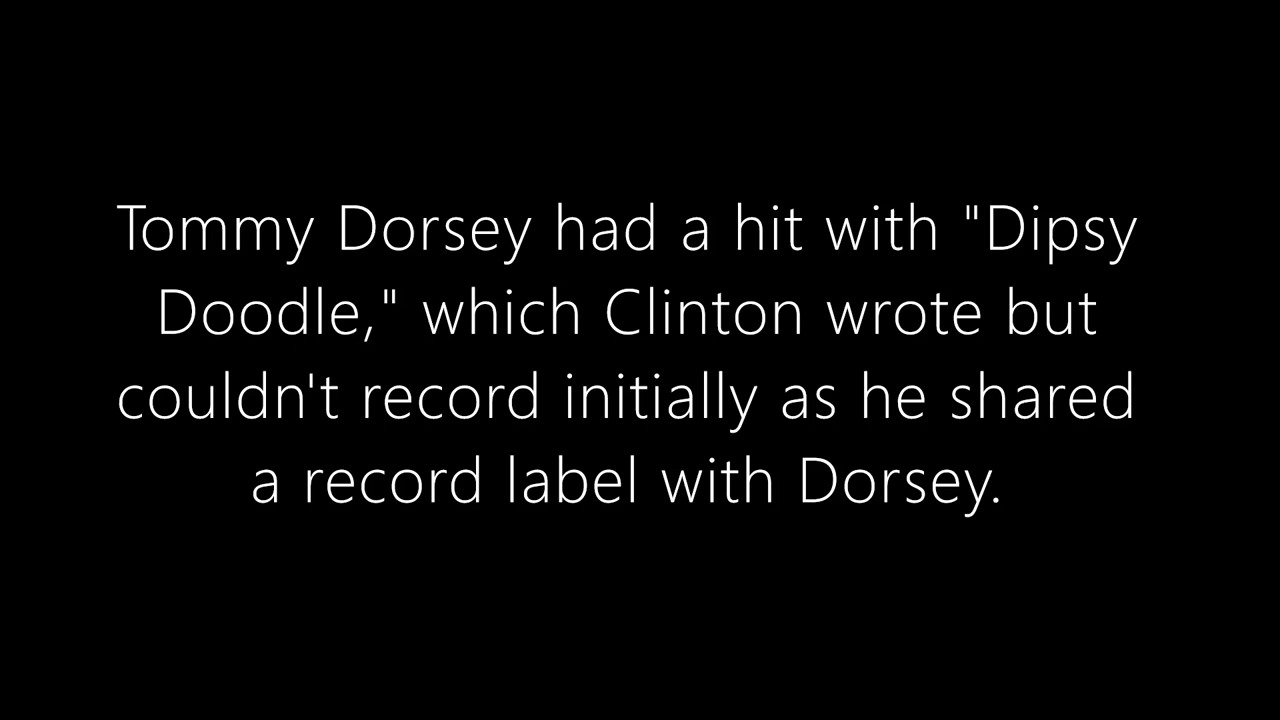 Tommy Dorsey had a hit with "Dipsy
Doodle," which Clinton wrote but
couldn't record initially as he shared
a record label with Dorsey.